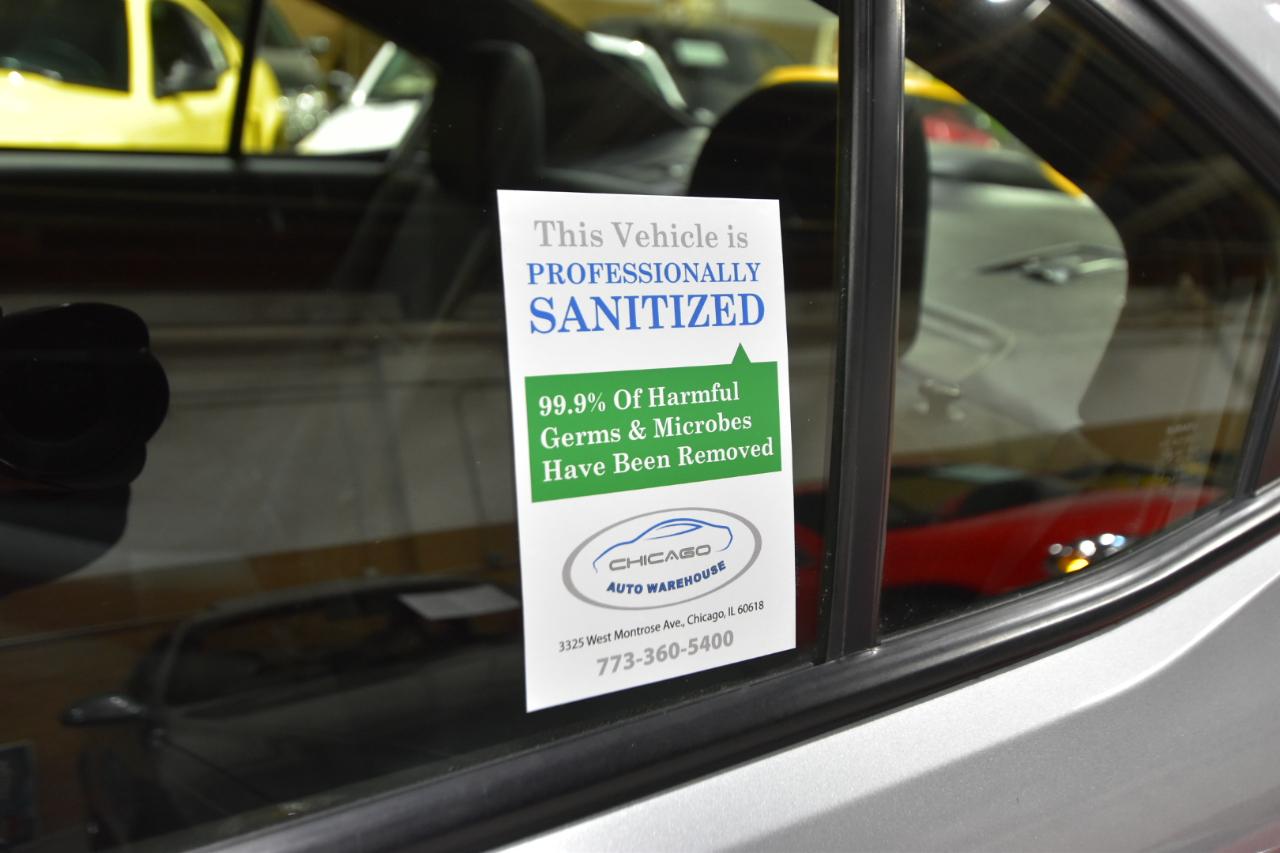 This Vehicle is
PROFESSIONALLY
SANITIZED
99.9% Of Harmful
Germs & Microbes
Have Been Removed
CHICAGO
AUTO WAREHOUSE
3325 West Montrose Ave., Chicago, IL 60618
773-360-5400